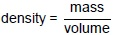 density = mass / volume